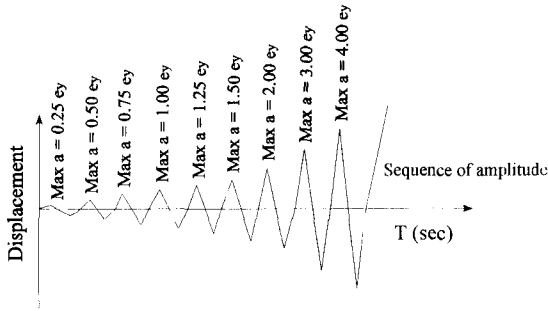 Displacement
Max a = 0.25 ey
Max a = 0.50 ey
Max a = 0.75 ey
Max a = 1.00 ey
Max a = 1.25 ey
Max a = 1.50 ey
Max a = 2.00 ey
Max a = 3.00 ey
Max a = 4.00 ey
Sequence of amplitude
T (sec)